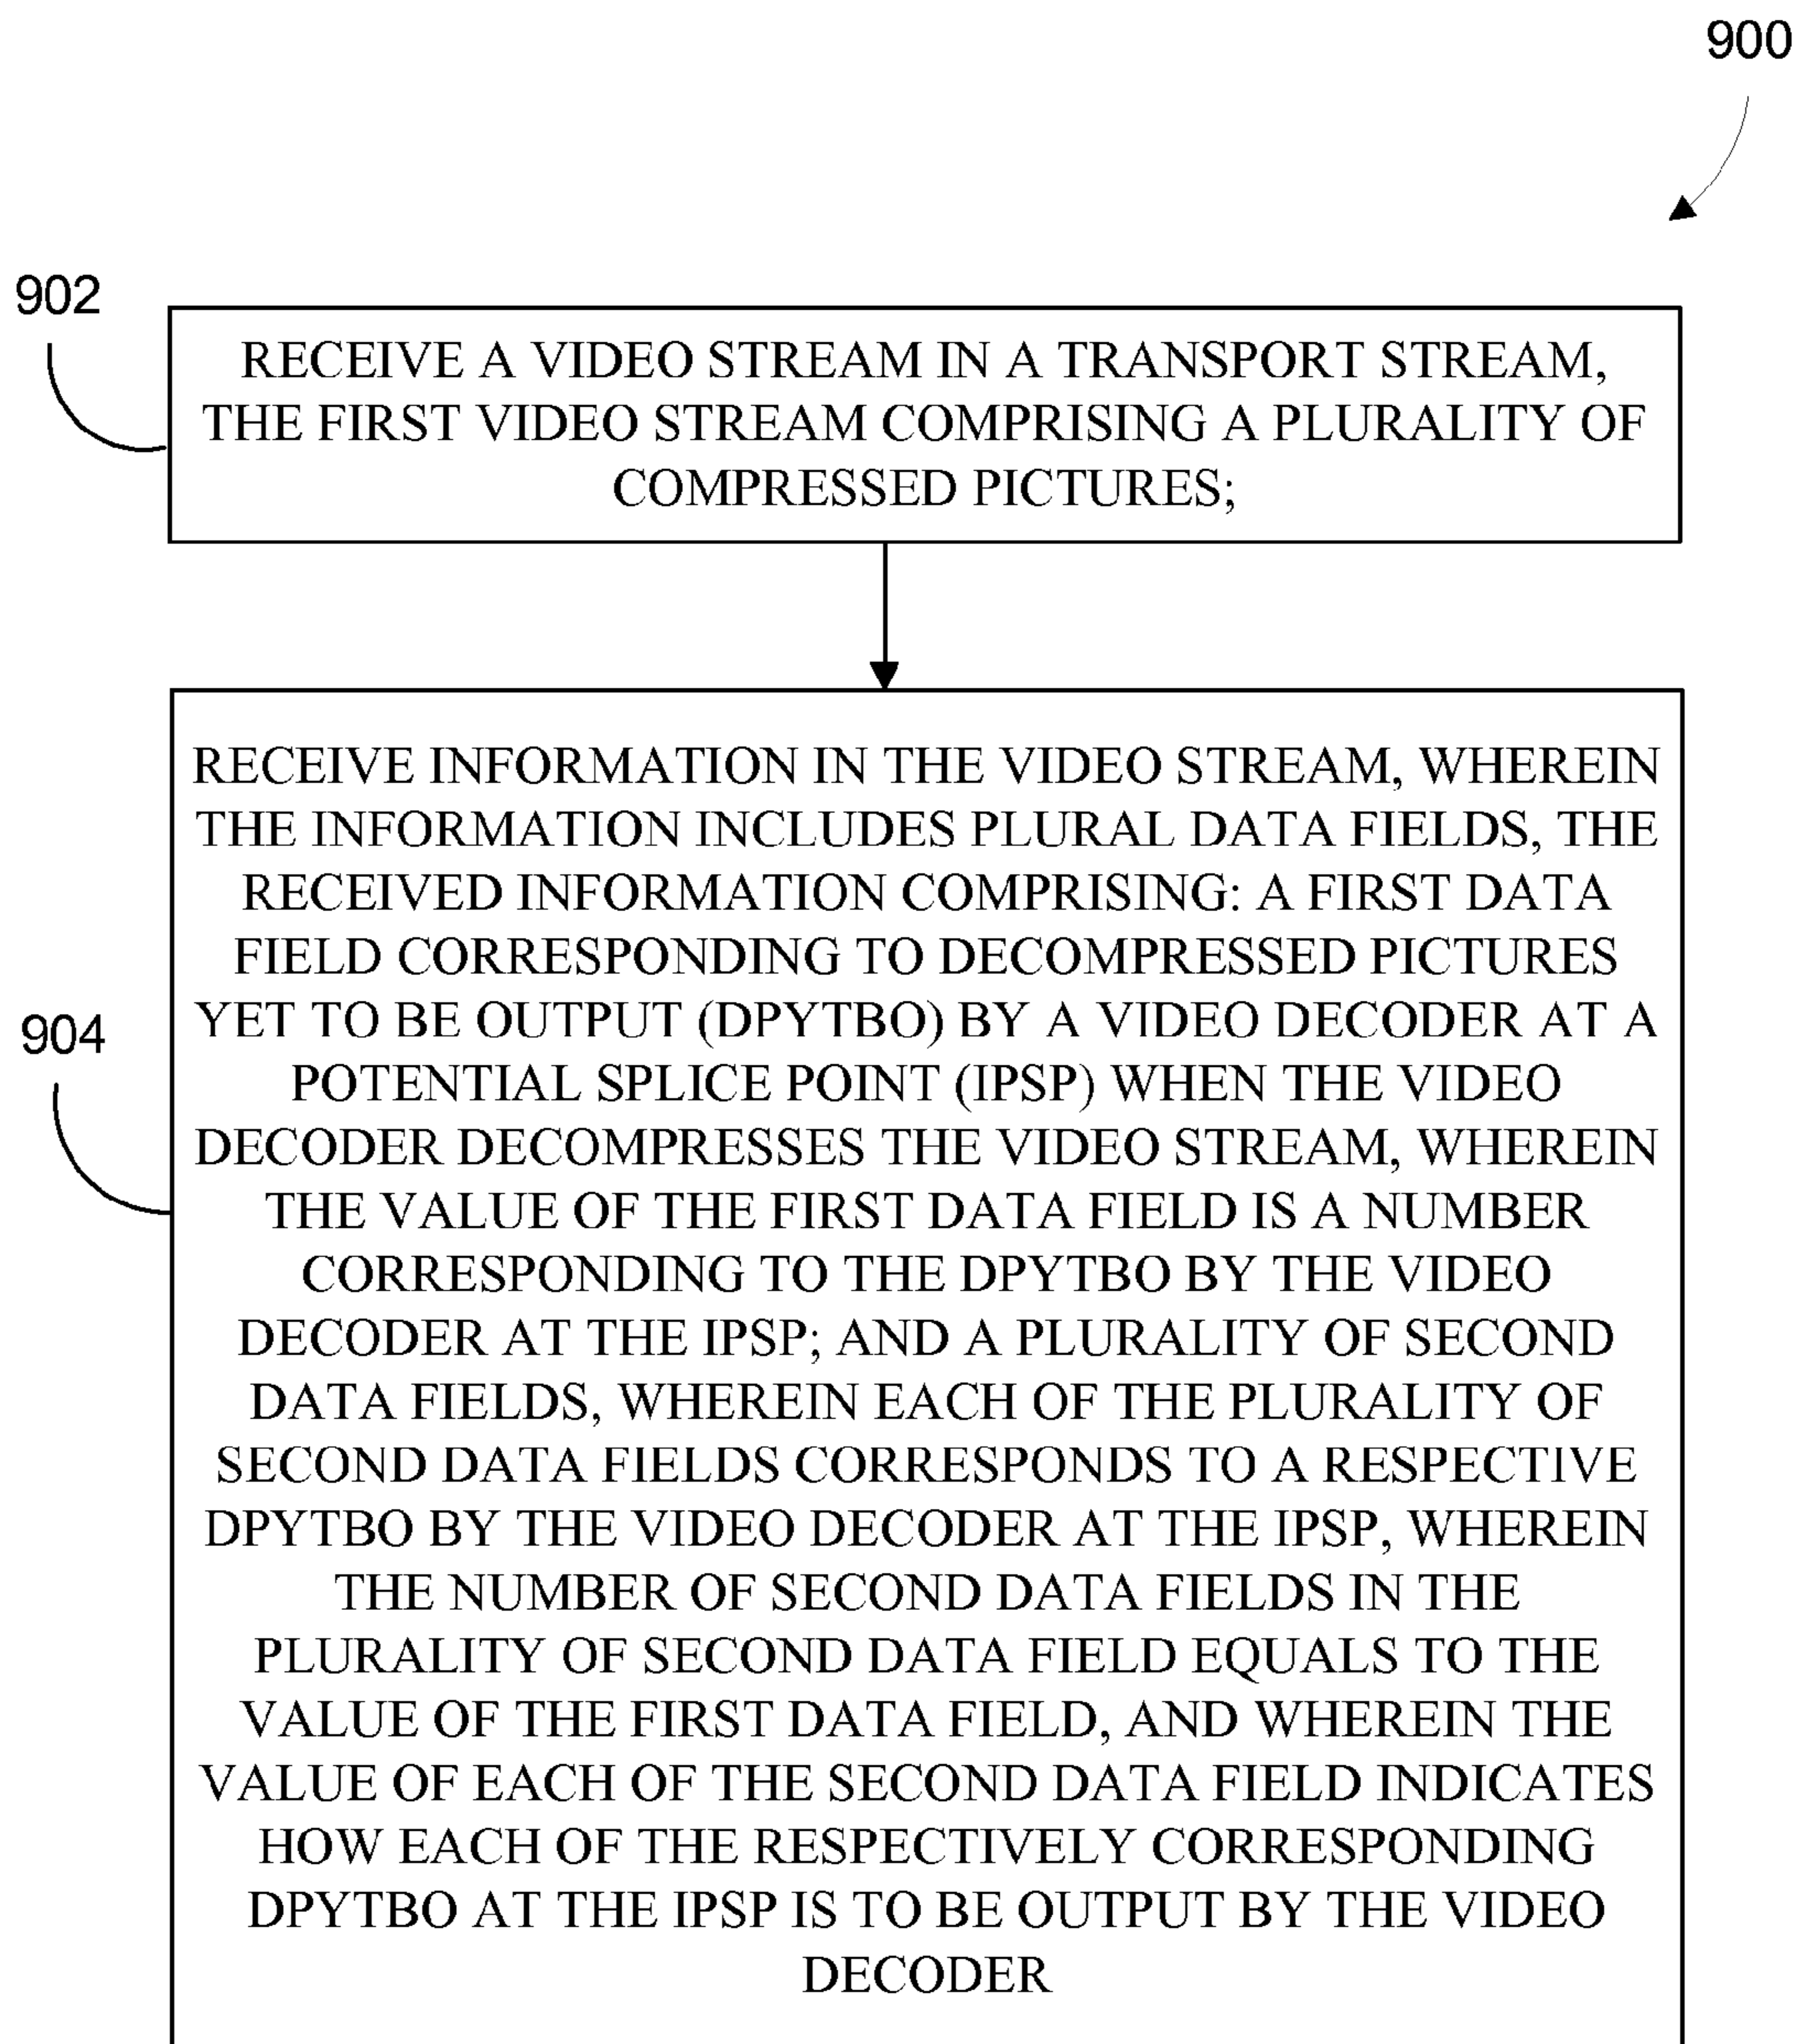 900
902
RECEIVE A VIDEO STREAM IN A TRANSPORT STREAM,
THE FIRST VIDEO STREAM COMPRISING A PLURALITY OF
COMPRESSED PICTURES;
904
RECEIVE INFORMATION IN THE VIDEO STREAM, WHEREIN
THE INFORMATION INCLUDES PLURAL DATA FIELDS, THE
RECEIVED INFORMATION COMPRISING: A FIRST DATA
FIELD CORRESPONDING TO DECOMPRESSED PICTURES
YET TO BE OUTPUT (DPYTBO) BY A VIDEO DECODER AT A
POTENTIAL SPLICE POINT (IPSP) WHEN THE VIDEO
DECODER DECOMPRESSES THE VIDEO STREAM, WHEREIN
THE VALUE OF THE FIRST DATA FIELD IS A NUMBER
CORRESPONDING TO THE DPYTBO BY THE VIDEO
DECODER AT THE IPSP; AND A PLURALITY OF SECOND
DATA FIELDS, WHEREIN EACH OF THE PLURALITY OF
SECOND DATA FIELDS CORRESPONDS TO A RESPECTIVE
DPYTBO BY THE VIDEO DECODER AT THE IPSP, WHEREIN
THE NUMBER OF SECOND DATA FIELDS IN THE
PLURALITY OF SECOND DATA FIELD EQUALS TO THE
VALUE OF THE FIRST DATA FIELD, AND WHEREIN THE
VALUE OF EACH OF THE SECOND DATA FIELD INDICATES
HOW EACH OF THE RESPECTIVELY CORRESPONDING
DPYTBO AT THE IPSP IS TO BE OUTPUT BY THE VIDEO
DECODER